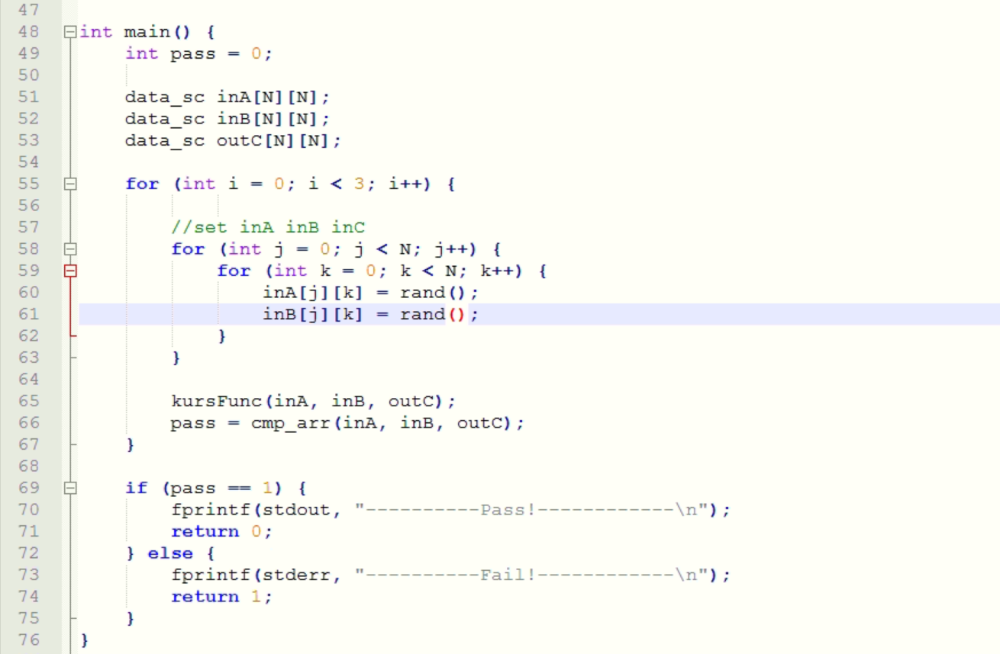 47
48 int main() {
49 int pass = 0;
50
51 data_sc inA[N][N];
52 data_sc inB[N][N];
53 data_sc outC[N][N];
54
55 for (int i = 0; i < 3; i++) {
56
57 //set inA inB inC
58 for (int j = 0; j < N; j++) {
59 for (int k = 0; k < N; k++) {
60 inA[j][k] = rand();
61 inB[j][k] = rand();
62 }
63 }
64
65 kursFunc(inA, inB, outC);
66 pass = cmp_arr(inA, inB, outC);
67 }
68
69 if (pass == 1) {
70 fprintf(stdout, "----------Pass!------------\n");
71 return 0;
72 } else {
73 fprintf(stderr, "----------Fail!------------\n");
74 return 1;
75 }
76 }